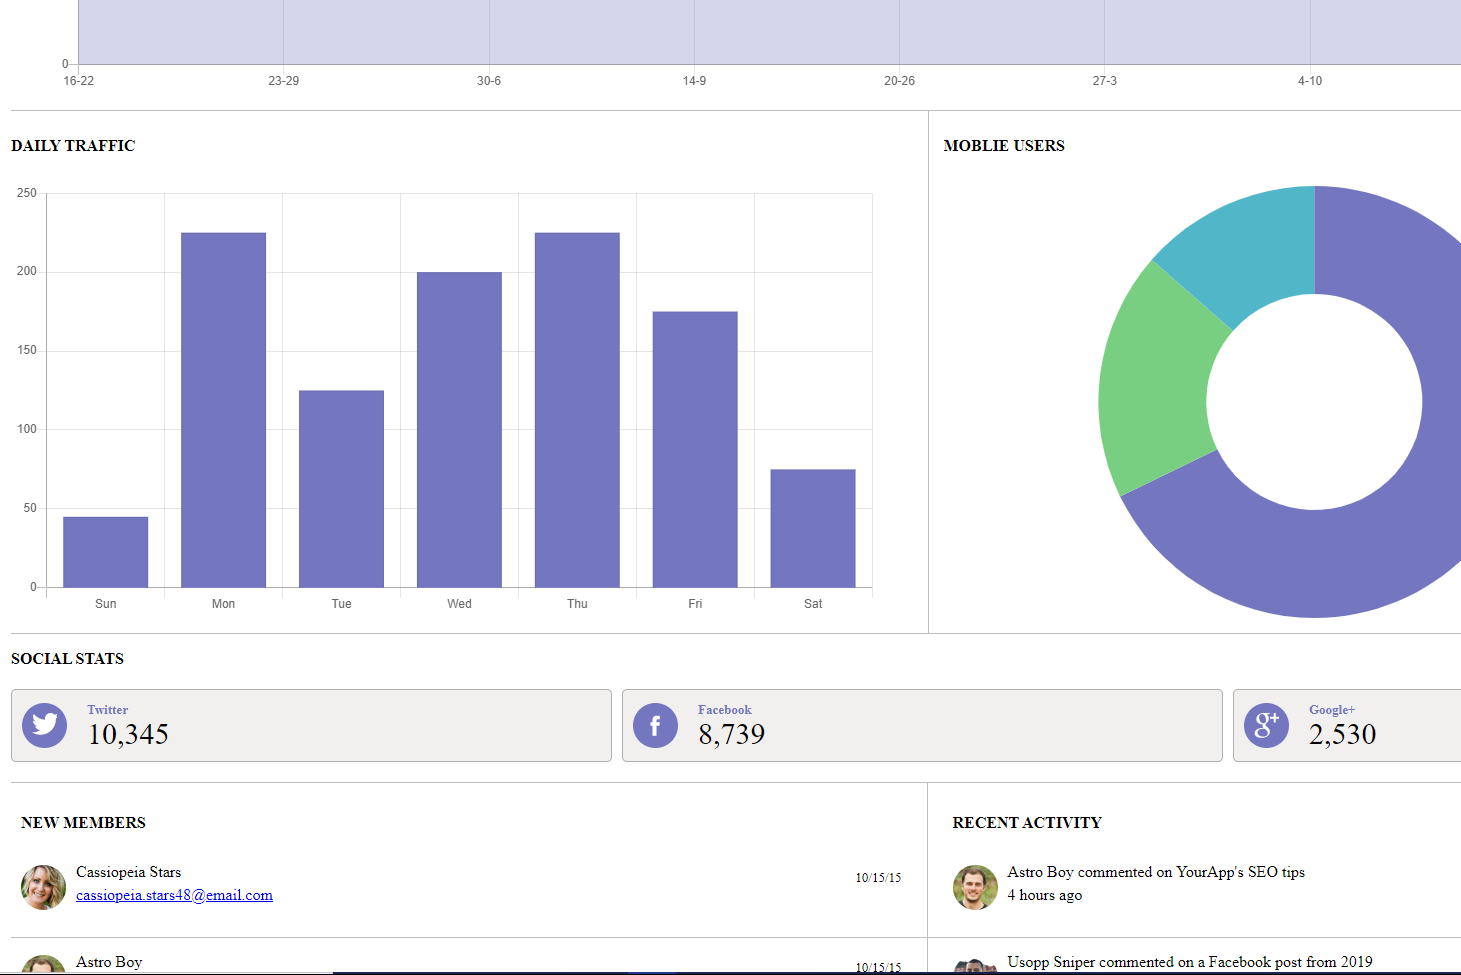 0
16-22 23-29 30-6 14-9 20-26 27-3 4-10
DAILY TRAFFIC
250
200
150
100
50
0
Sun Mon Tue Wed Thu Fri Sat
MOBLIE USERS
SOCIAL STATS
Twitter
10,345
Facebook
8,739
Google+
2,530
NEW MEMBERS
Cassiopeia Stars
cassiopeia.stars48@email.com
10/15/15
Astro Boy
10/15/15
RECENT ACTIVITY
Astro Boy commented on YourApp's SEO tips
4 hours ago
Usopp Sniper commented on a Facebook post from 2019